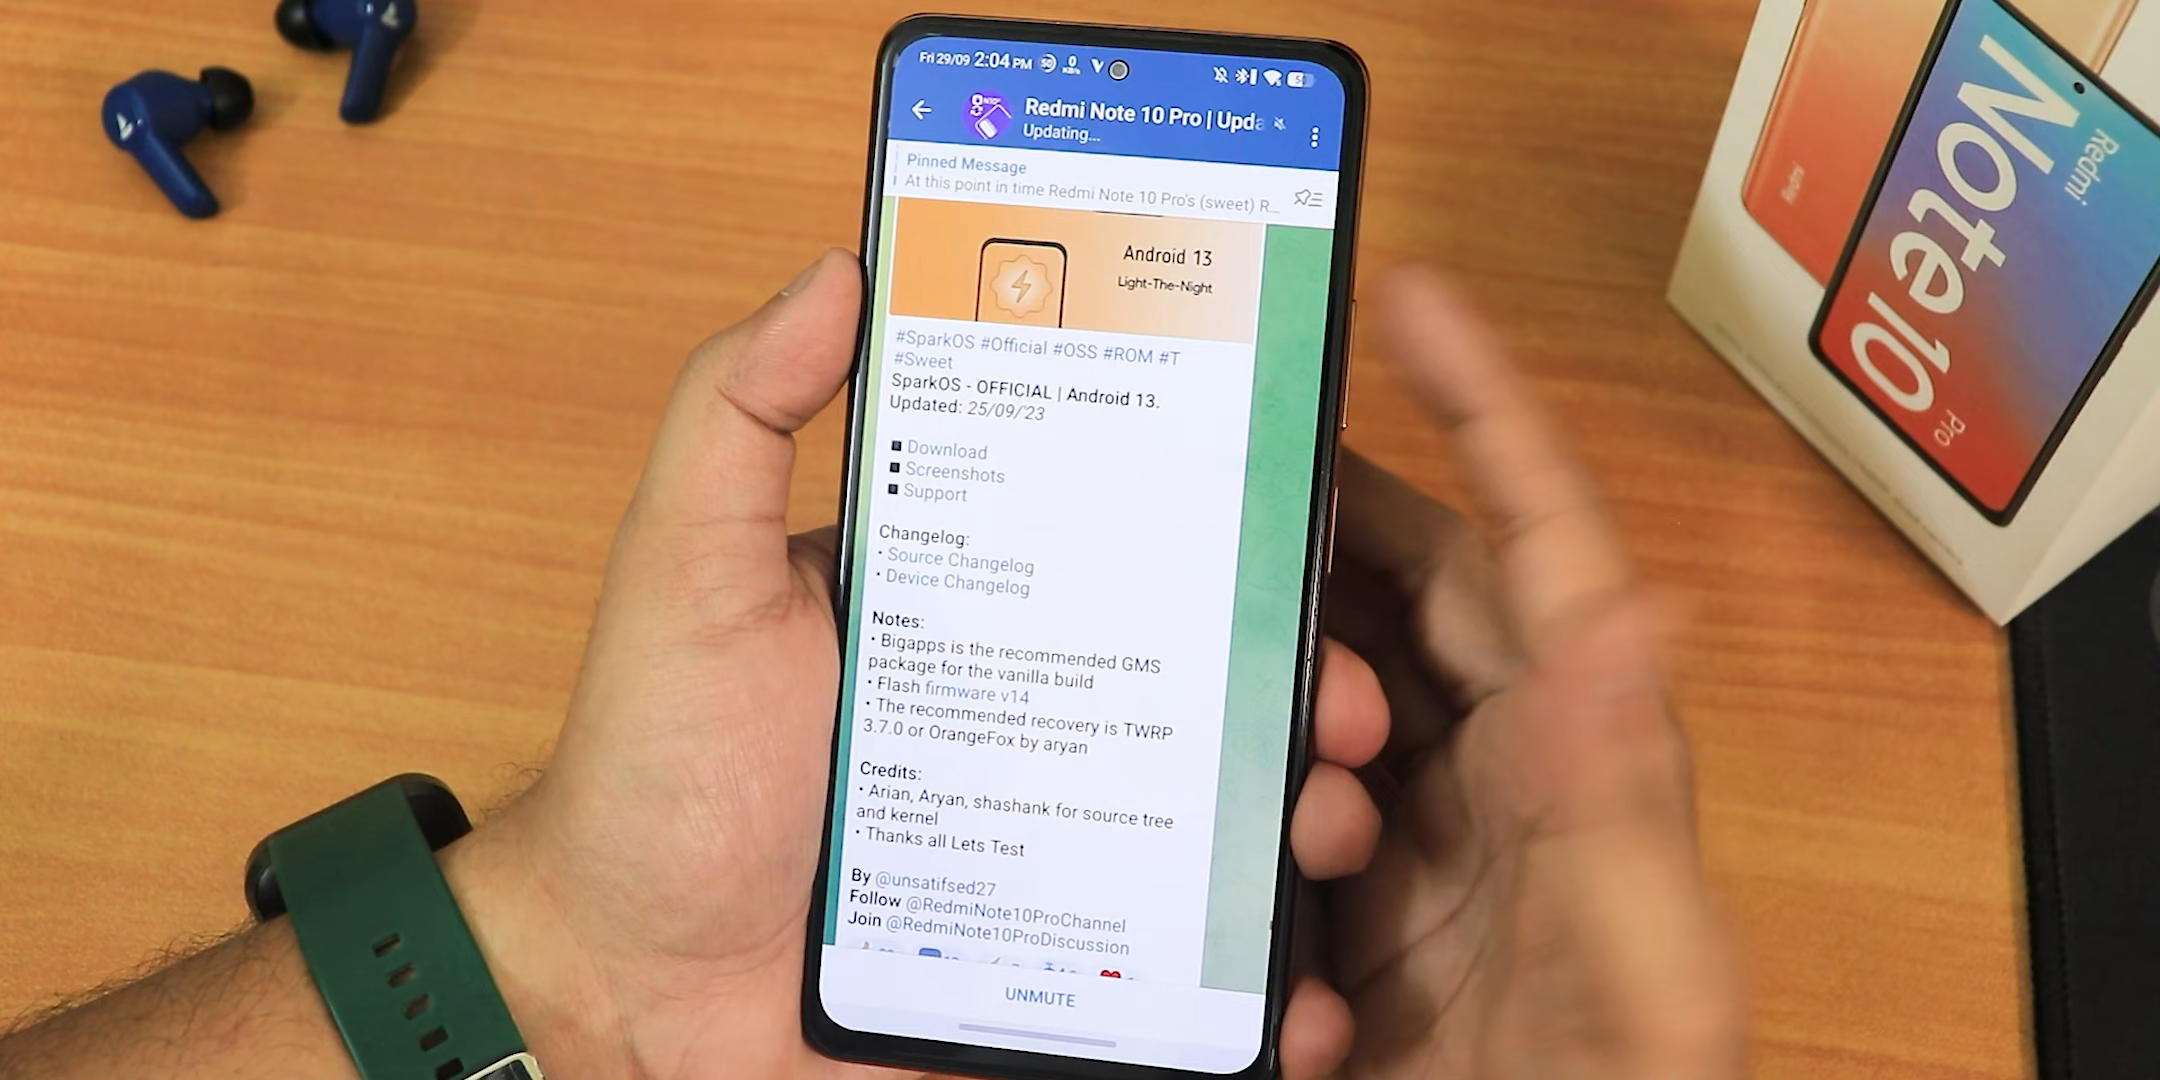 Fri 29/09 2:04 PM 50 0 KB/s
Redmi Note 10 Pro | Upda
Updating...
Pinned Message
At this point in time Redmi Note 10 Pro's (sweet) R...
Android 13
Light-The-Night
#SparkOS #Official #OSS #ROM #T
#Sweet
SparkOS - OFFICIAL | Android 13.
Updated: 25/09/'23
Download
Screenshots
Support
Changelog:
• Source Changelog
• Device Changelog
Notes:
• Bigapps is the recommended GMS
package for the vanilla build
• Flash firmware v14
• The recommended recovery is TWRP
3.7.0 or OrangeFox by aryan
Credits:
• Arian, Aryan, shashank for source tree
and kernel
• Thanks all Lets Test
By @unsatifsed27
Follow @RedmiNote10ProChannel
Join @RedmiNote10ProDiscussion
UNMUTE
Redmi
Redmi
Note 10
Pro